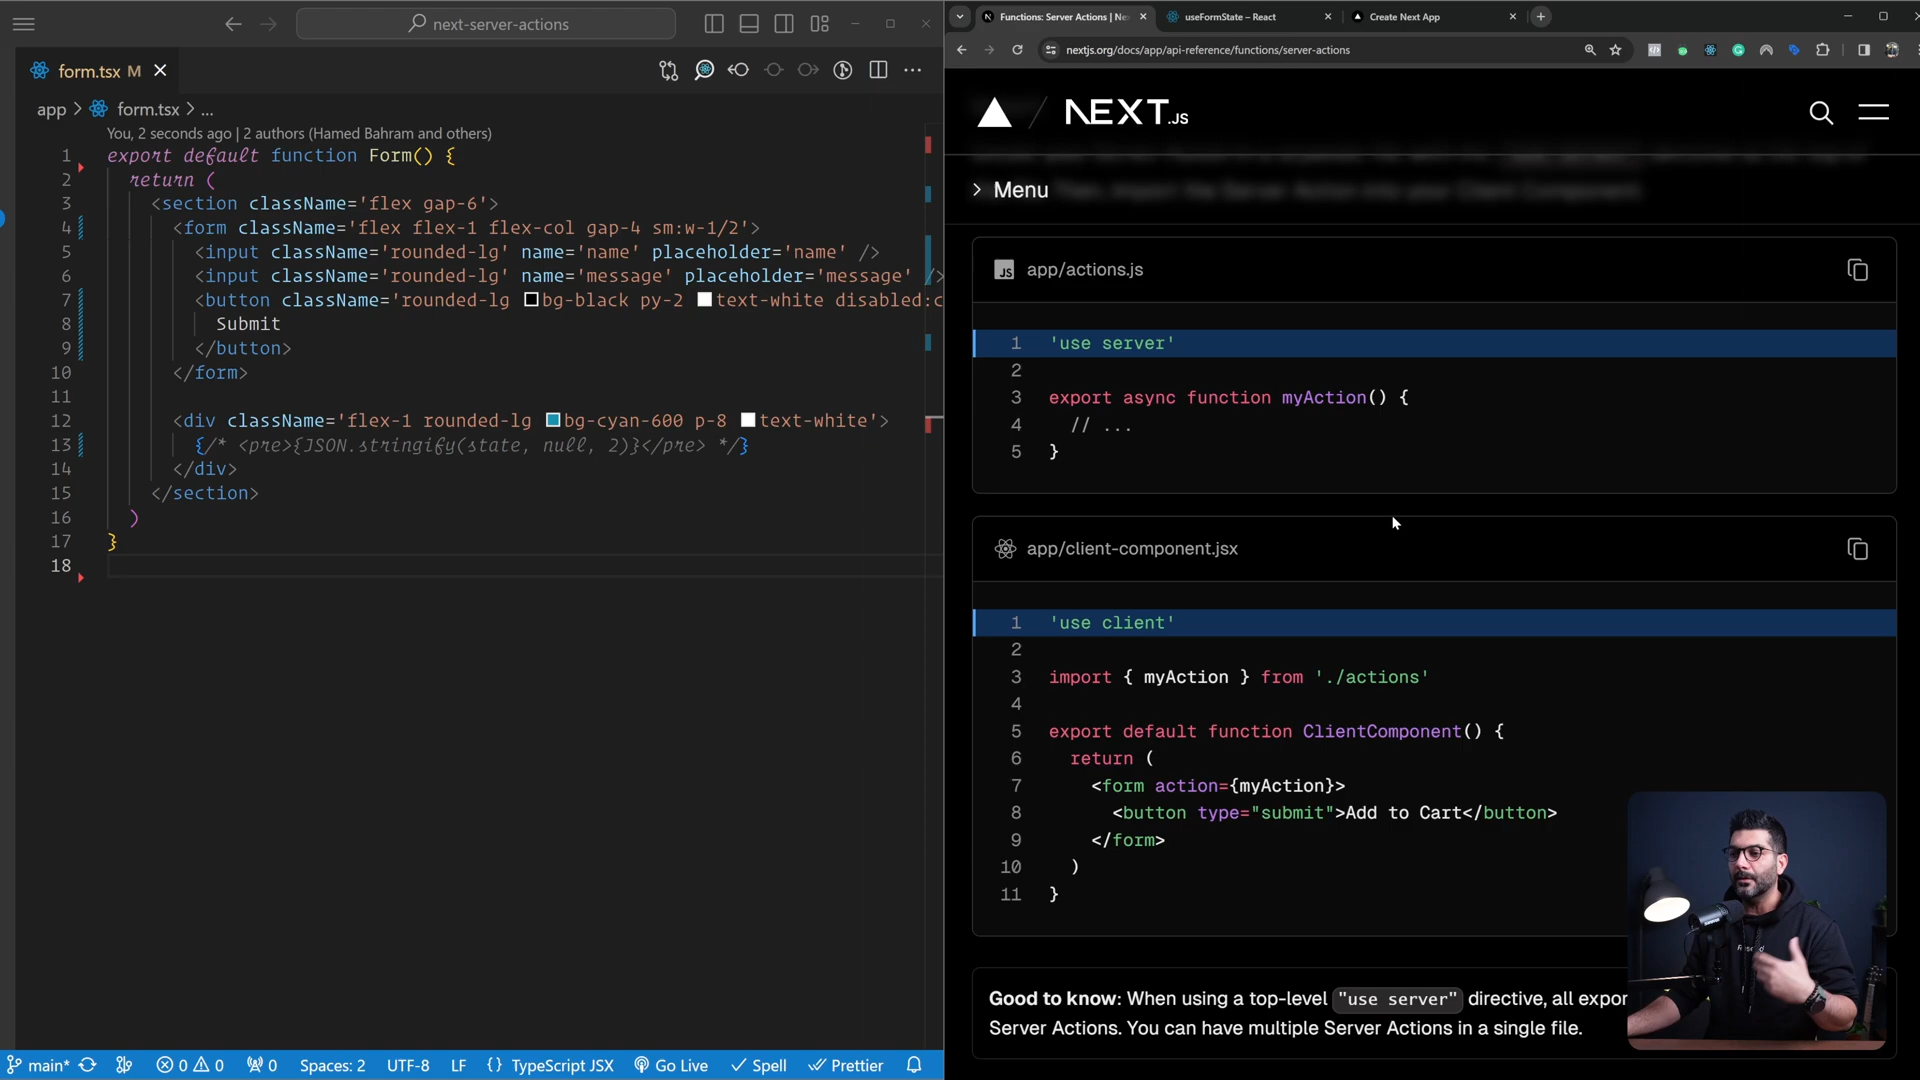 next-server-actions
form.tsx M
app > form.tsx > ...
You, 2 seconds ago | 2 authors (Hamed Bahram and others)
1 export default function Form() {
2 return (
3 <section className='flex gap-6'>
4 <form className='flex flex-1 flex-col gap-4 sm:w-1/2'>
5 <input className='rounded-lg' name='name' placeholder='name' />
6 <input className='rounded-lg' name='message' placeholder='message' />
7 <button className='rounded-lg bg-black py-2 text-white disabled:c
8 Submit
9 </button>
10 </form>
11
12 <div className='flex-1 rounded-lg bg-cyan-600 p-8 text-white'>
13 {/* <pre>{JSON.stringify(state, null, 2)}</pre> */}
14 </div>
15 </section>
16 )
17 }
18
main* 0 0 0 Spaces: 2 UTF-8 LF {} TypeScript JSX Go Live Spell Prettier
Functions: Server Actions | Ne
useFormState – React
Create Next App
nextjs.org/docs/app/api-reference/functions/server-actions
NEXT.JS
Then, import the Server Action into your Client Component.
> Menu
JS app/actions.js
1 'use server'
2
3 export async function myAction() {
4 // ...
5 }
app/client-component.jsx
1 'use client'
2
3 import { myAction } from './actions'
4
5 export default function ClientComponent() {
6 return (
7 <form action={myAction}>
8 <button type="submit">Add to Cart</button>
9 </form>
10 )
11 }
Good to know: When using a top-level "use server" directive, all expor
Server Actions. You can have multiple Server Actions in a single file.